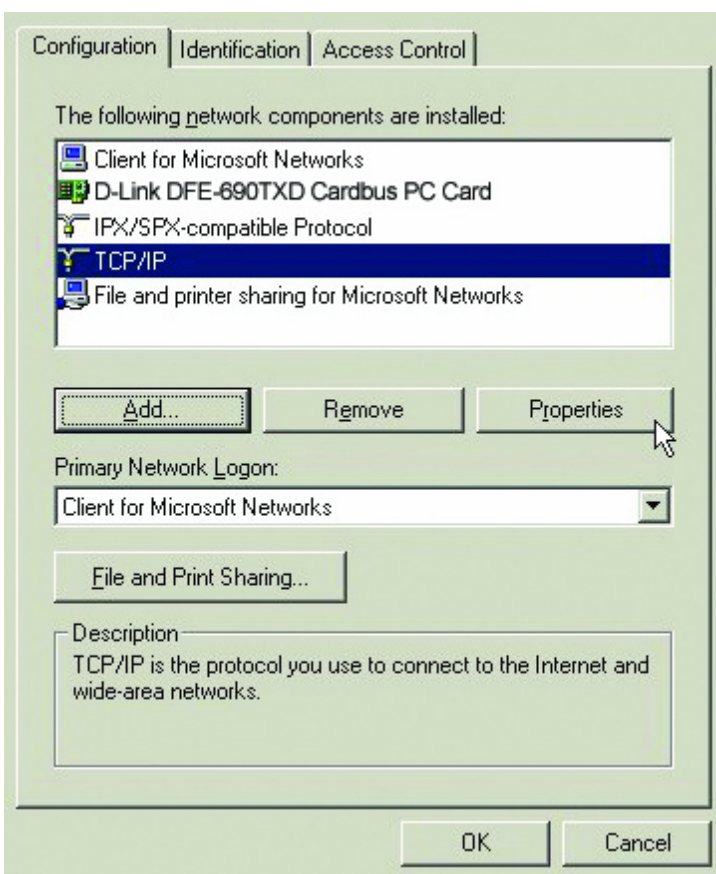 Configuration Identification Access Control
The following network components are installed:
Client for Microsoft Networks
D-Link DFE-690TXD Cardbus PC Card
IPX/SPX-compatible Protocol
TCP/IP
File and printer sharing for Microsoft Networks
Add... Remove Properties
Primary Network Logon:
Client for Microsoft Networks
File and Print Sharing...
Description
TCP/IP is the protocol you use to connect to the Internet and
wide-area networks.
OK Cancel